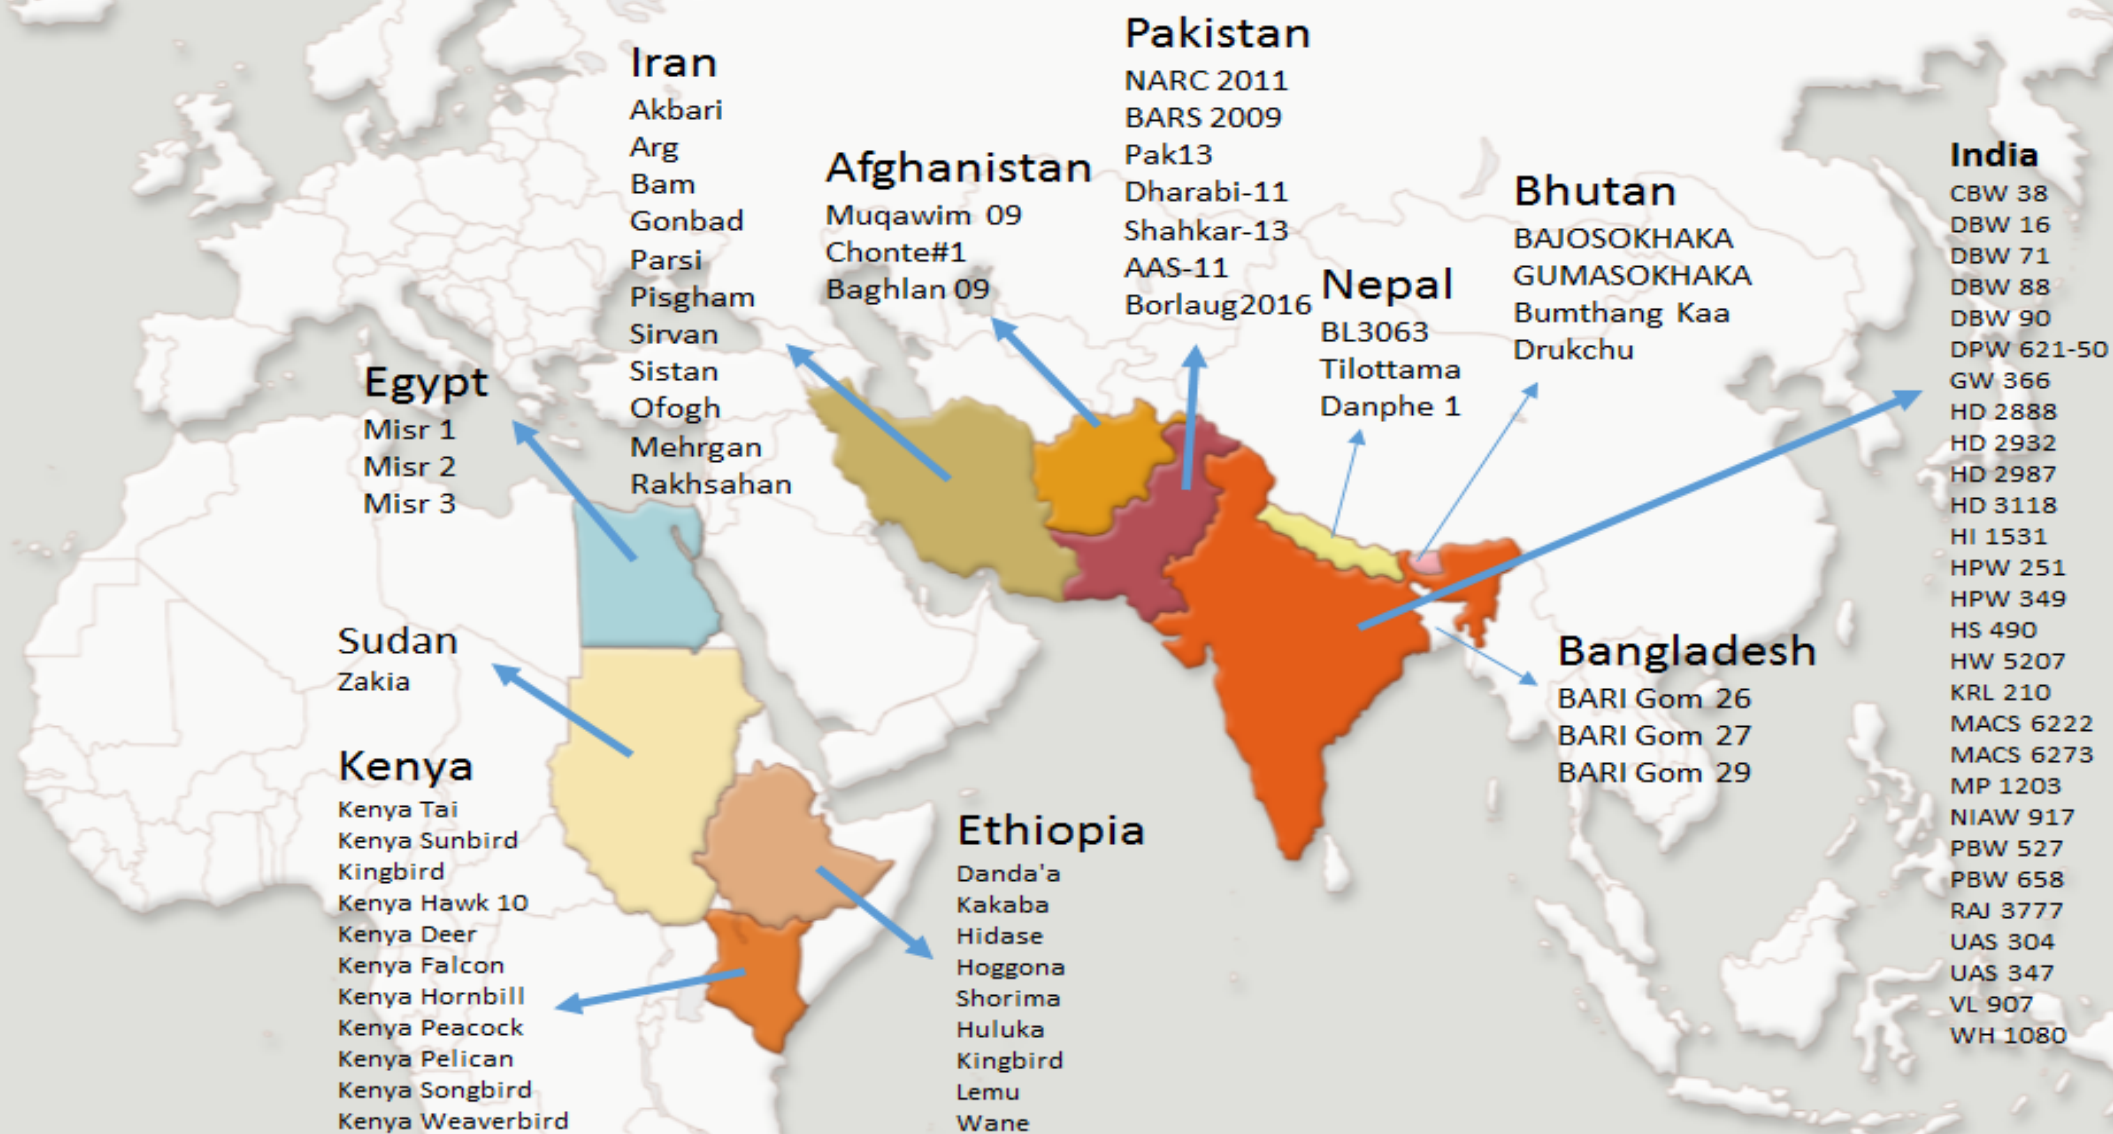 Iran
Akbari
Arg
Bam
Gonbad
Parsi
Pisgham
Sirvan
Sistan
Ofogh
Mehrgan
Rakhsahan
Afghanistan
Muqawim 09
Chonte#1
Baghlan 09
Pakistan
NARC 2011
BARS 2009
Pak13
Dharabi-11
Shahkar-13
AAS-11
Borlaug2016
Nepal
BL3063
Tilottama
Danphe 1
Bhutan
BAJOSOKHAKA
GUMASOKHAKA
Bumthang Kaa
Drukchu
India
CBW 38
DBW 16
DBW 71
DBW 88
DBW 90
DPW 621-50
GW 366
HD 2888
HD 2932
HD 2987
HD 3118
HI 1531
HPW 251
HPW 349
HS 490
HW 5207
KRL 210
MACS 6222
MACS 6273
MP 1203
NIAW 917
PBW 527
PBW 658
RAJ 3777
UAS 304
UAS 347
VL 907
WH 1080
Egypt
Misr 1
Misr 2
Misr 3
Sudan
Zakia
Kenya
Kenya Tai
Kenya Sunbird
Kingbird
Kenya Hawk 10
Kenya Deer
Kenya Falcon
Kenya Hornbill
Kenya Peacock
Kenya Pelican
Kenya Songbird
Kenya Weaverbird
Ethiopia
Danda'a
Kakaba
Hidase
Hoggona
Shorima
Huluka
Kingbird
Lemu
Wane
Bangladesh
BARI Gom 26
BARI Gom 27
BARI Gom 29